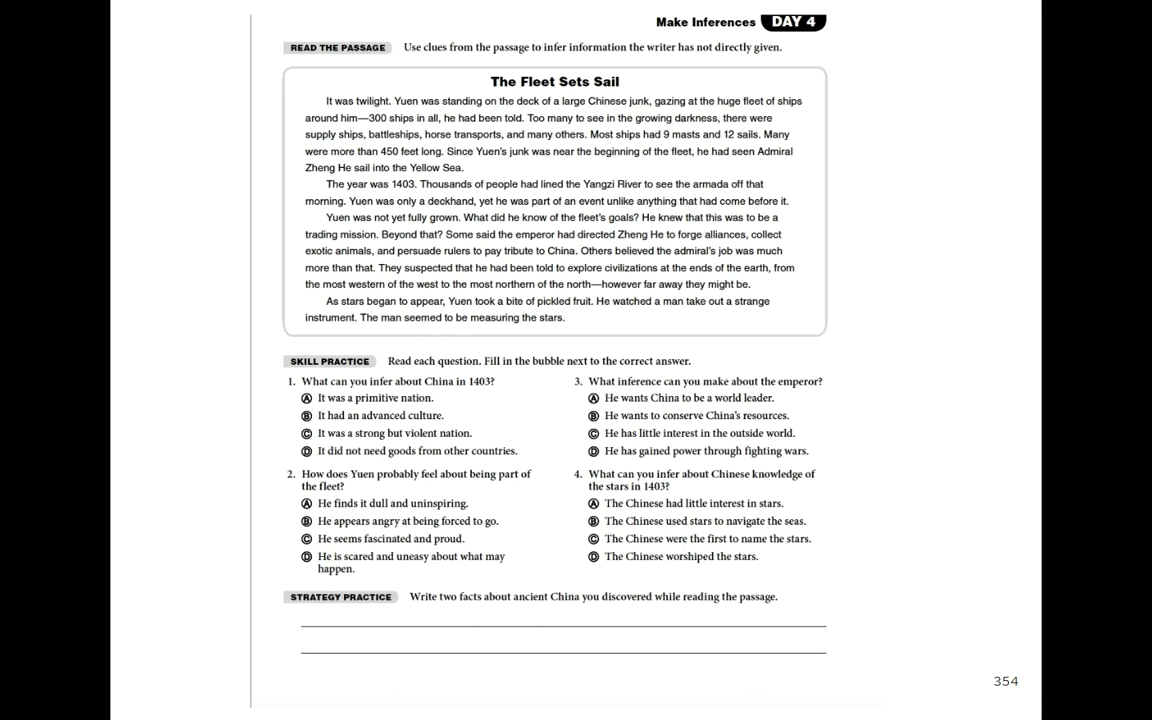 Make Inferences DAY 4
READ THE PASSAGE Use clues from the passage to infer information the writer has not directly given.
The Fleet Sets Sail
It was twilight. Yuen was standing on the deck of a large Chinese junk, gazing at the huge fleet of ships
around him—300 ships in all, he had been told. Too many to see in the growing darkness, there were
supply ships, battleships, horse transports, and many others. Most ships had 9 masts and 12 sails. Many
were more than 450 feet long. Since Yuen's junk was near the beginning of the fleet, he had seen Admiral
Zheng He sail into the Yellow Sea.
The year was 1403. Thousands of people had lined the Yangzi River to see the armada off that
morning. Yuen was only a deckhand, yet he was part of an event unlike anything that had come before it.
Yuen was not yet fully grown. What did he know of the fleet's goals? He knew that this was to be a
trading mission. Beyond that? Some said the emperor had directed Zheng He to forge alliances, collect
exotic animals, and persuade rulers to pay tribute to China. Others believed the admiral's job was much
more than that. They suspected that he had been told to explore civilizations at the ends of the earth, from
the most western of the west to the most northern of the north—however far away they might be.
As stars began to appear, Yuen took a bite of pickled fruit. He watched a man take out a strange
instrument. The man seemed to be measuring the stars.
SKILL PRACTICE Read each question. Fill in the bubble next to the correct answer.
1. What can you infer about China in 1403?
Ⓐ It was a primitive nation.
Ⓑ It had an advanced culture.
Ⓒ It was a strong but violent nation.
Ⓓ It did not need goods from other countries.
2. How does Yuen probably feel about being part of
the fleet?
Ⓐ He finds it dull and uninspiring.
Ⓑ He appears angry at being forced to go.
Ⓒ He seems fascinated and proud.
Ⓓ He is scared and uneasy about what may
happen.
3. What inference can you make about the emperor?
Ⓐ He wants China to be a world leader.
Ⓑ He wants to conserve China's resources.
Ⓒ He has little interest in the outside world.
Ⓓ He has gained power through fighting wars.
4. What can you infer about Chinese knowledge of
the stars in 1403?
Ⓐ The Chinese had little interest in stars.
Ⓑ The Chinese used stars to navigate the seas.
Ⓒ The Chinese were the first to name the stars.
Ⓓ The Chinese worshiped the stars.
STRATEGY PRACTICE Write two facts about ancient China you discovered while reading the passage.
354